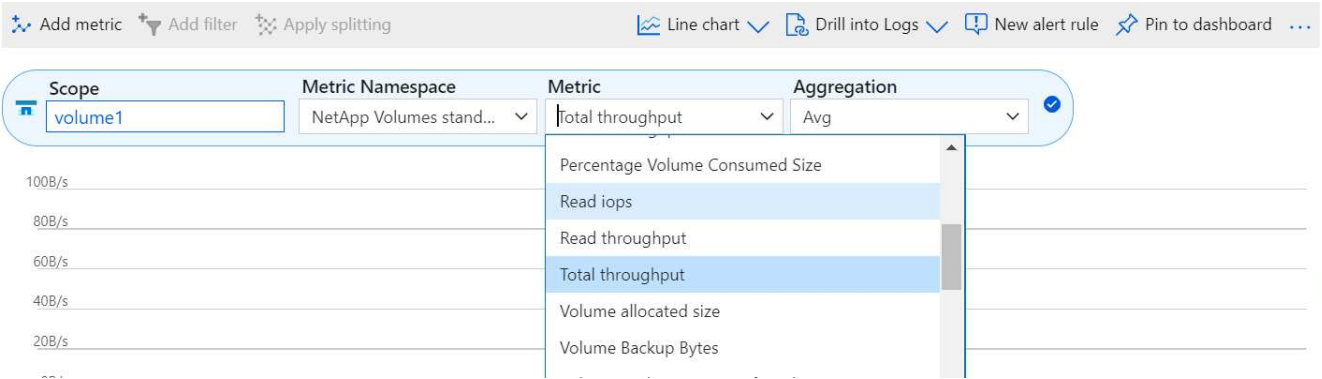 Add metric Add filter Apply splitting Line chart Drill into Logs New alert rule Pin to dashboard ...
Scope Metric Namespace Metric Aggregation
volume1 NetApp Volumes stand... Total throughput Avg
Percentage Volume Consumed Size
100B/s
Read iops
80B/s
Read throughput
60B/s
Total throughput
40B/s
Volume allocated size
20B/s
Volume Backup Bytes